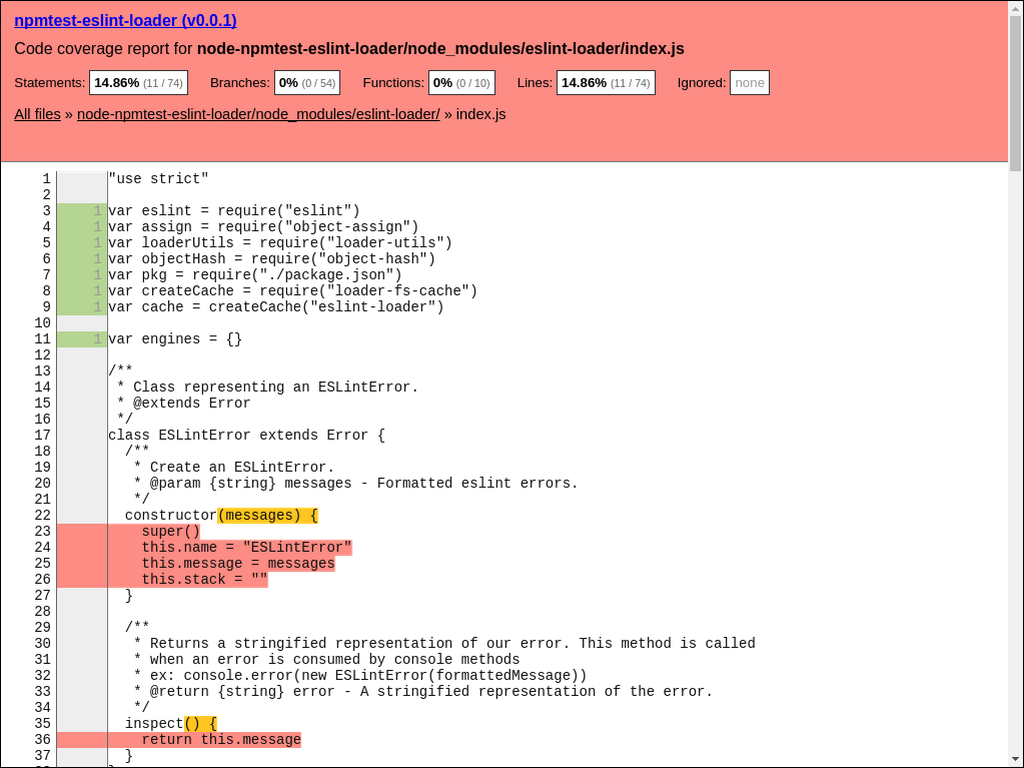 npmtest-eslint-loader (v0.0.1)
Code coverage report for node-npmtest-eslint-loader/node_modules/eslint-loader/index.js
Statements: 14.86% (11 / 74) Branches: 0% (0 / 54) Functions: 0% (0 / 10) Lines: 14.86% (11 / 74) Ignored: none
All files » node-npmtest-eslint-loader/node_modules/eslint-loader/ » index.js
1 "use strict"
2
3 1 var eslint = require("eslint")
4 1 var assign = require("object-assign")
5 1 var loaderUtils = require("loader-utils")
6 1 var objectHash = require("object-hash")
7 1 var pkg = require("./package.json")
8 1 var createCache = require("loader-fs-cache")
9 1 var cache = createCache("eslint-loader")
10
11 1 var engines = {}
12
13 /**
14  * Class representing an ESLintError.
15  * @extends Error
16  */
17 class ESLintError extends Error {
18   /**
19    * Create an ESLintError.
20    * @param {string} messages - Formatted eslint errors.
21    */
22   constructor(messages) {
23     super()
24     this.name = "ESLintError"
25     this.message = messages
26     this.stack = ""
27   }
28
29   /**
30    * Returns a stringified representation of our error. This method is called
31    * when an error is consumed by console methods
32    * ex: console.error(new ESLintError(formattedMessage))
33    * @return {string} error - A stringified representation of the error.
34    */
35   inspect() {
36     return this.message
37   }